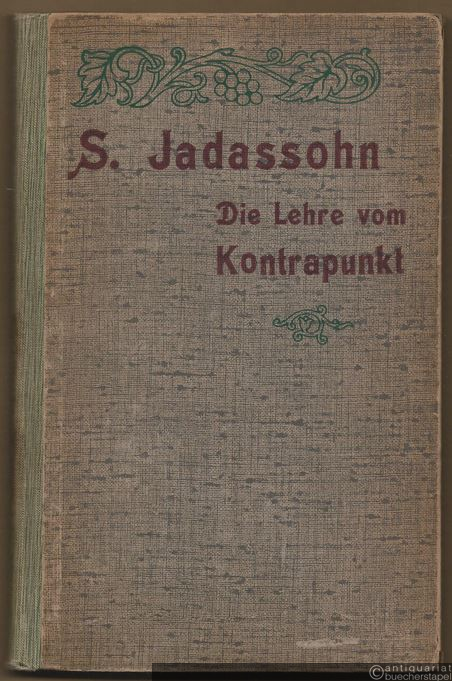 S. Jadassohn
Die Lehre vom
Kontrapunkt
© antiquariat
buecherstapel